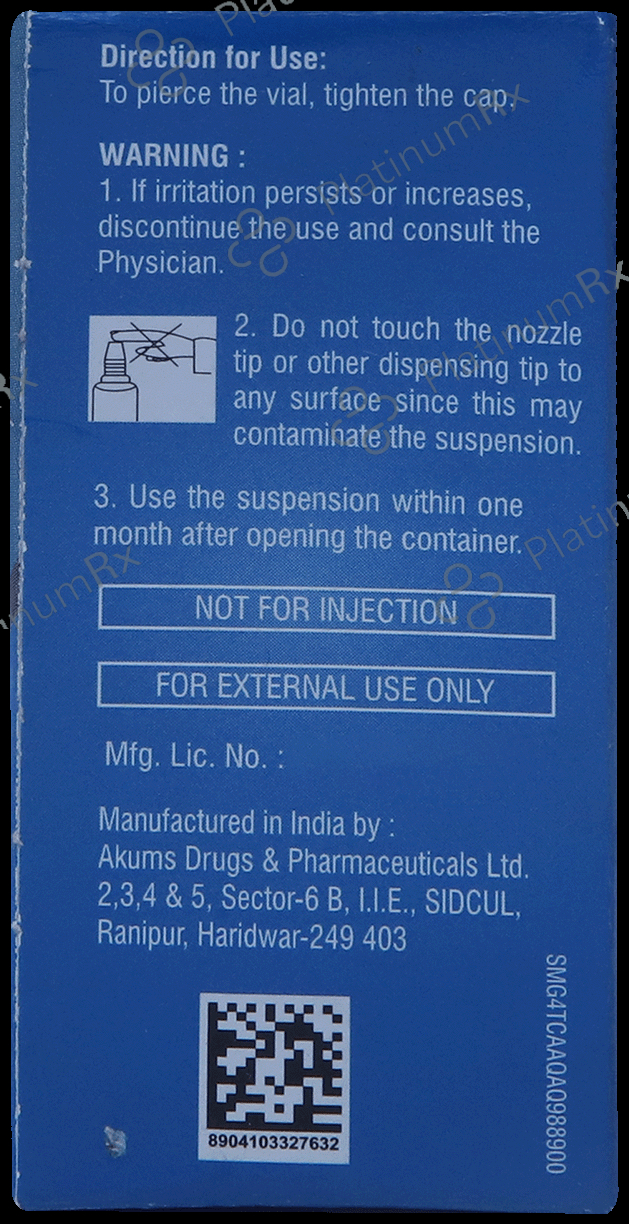 Direction for Use:
To pierce the vial, tighten the cap.
WARNING :
1. If irritation persists or increases,
discontinue the use and consult the
Physician.
2. Do not touch the nozzle
tip or other dispensing tip to
any surface since this may
contaminate the suspension.
3. Use the suspension within one
month after opening the container.
NOT FOR INJECTION
FOR EXTERNAL USE ONLY
Mfg. Lic. No. :
Manufactured in India by :
Akums Drugs & Pharmaceuticals Ltd.
2,3,4 & 5, Sector-6 B, I.I.E., SIDCUL,
Ranipur, Haridwar-249 403
8904103327632
SMG4TCAAQAQ988900
PlatinumRx
PlatinumRx
PlatinumRx